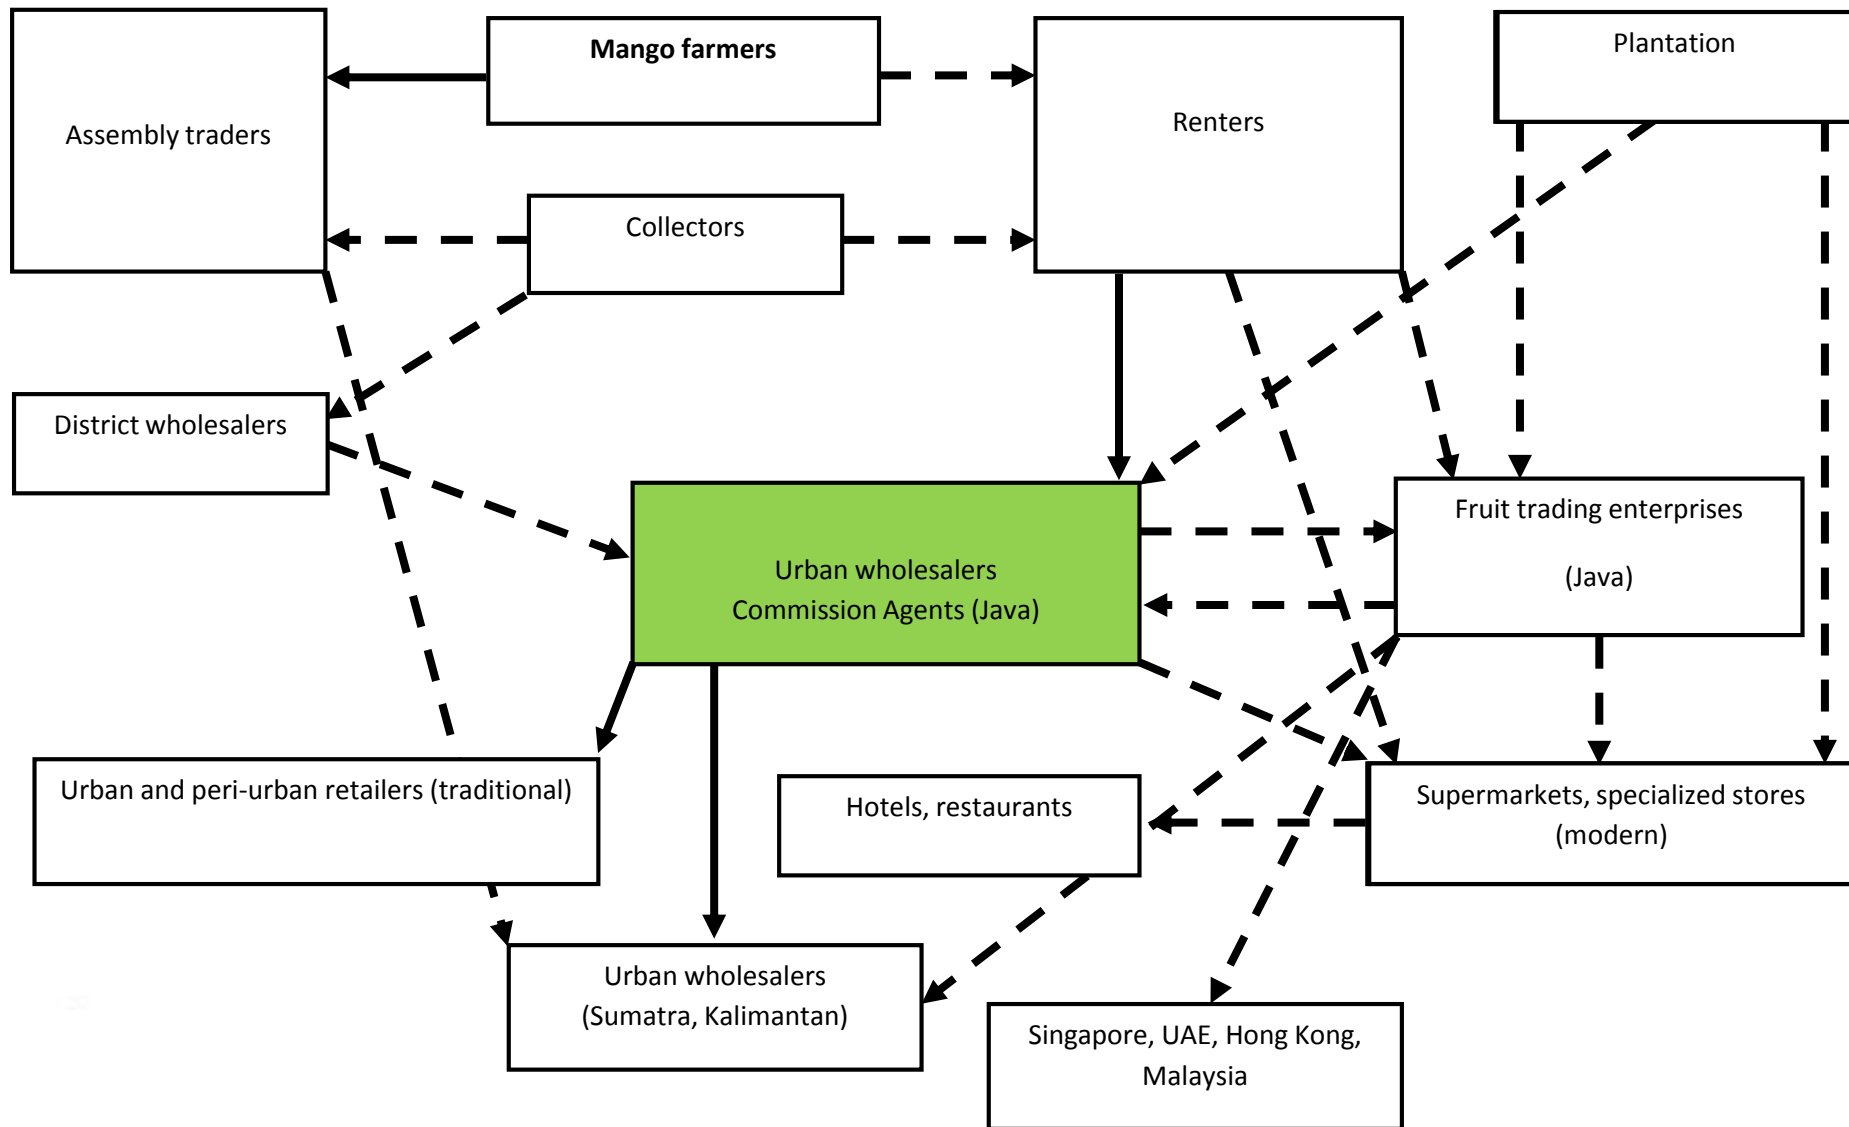 Mango farmers
Plantation
Assembly traders
Renters
Collectors
District wholesalers
Fruit trading enterprises
(Java)
Urban wholesalers
Commission Agents (Java)
Urban and peri-urban retailers (traditional)
Hotels, restaurants
Supermarkets, specialized stores
(modern)
Urban wholesalers
(Sumatra, Kalimantan)
Singapore, UAE, Hong Kong,
Malaysia